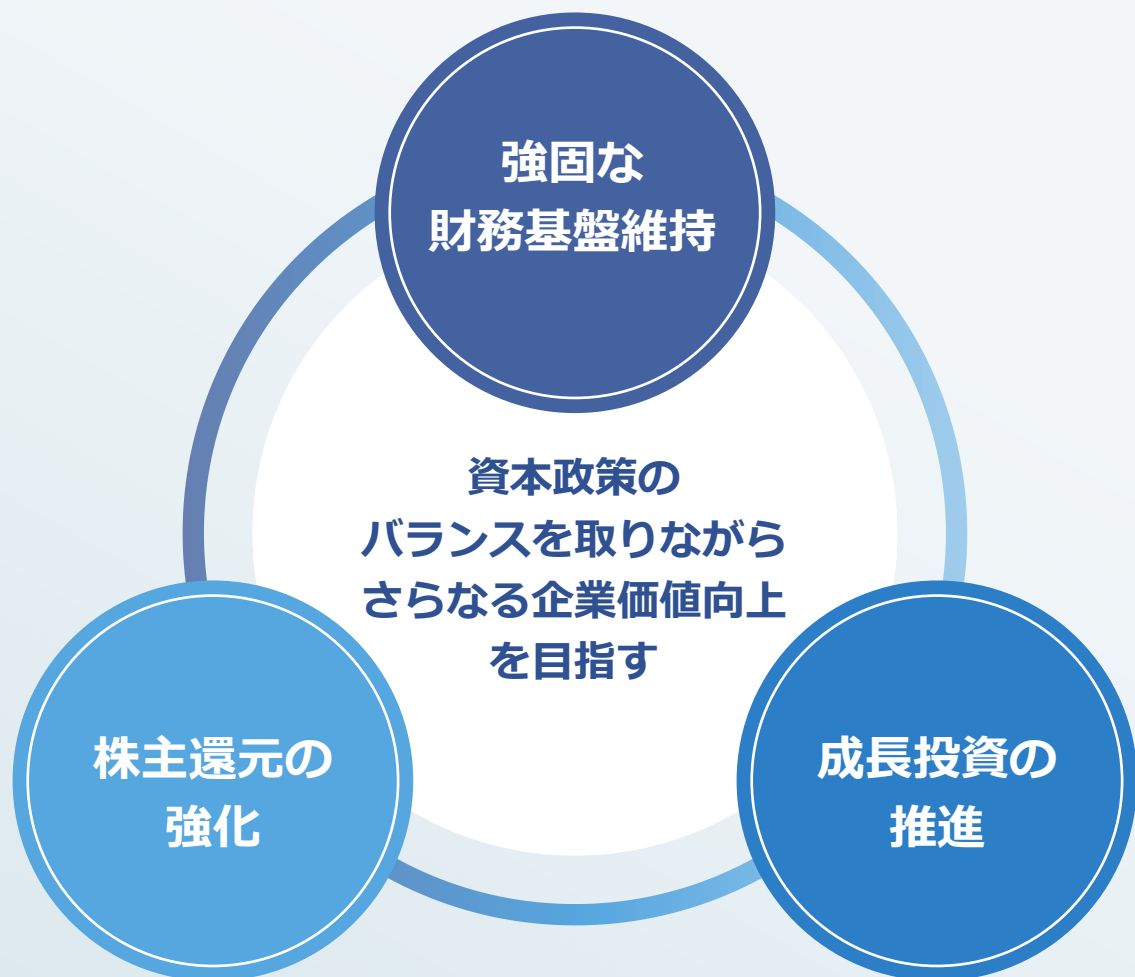 強固な
財務基盤維持
資本政策の
バランスを取りながら
さらなる企業価値向上
を目指す
株主還元の
強化
成長投資の
推進